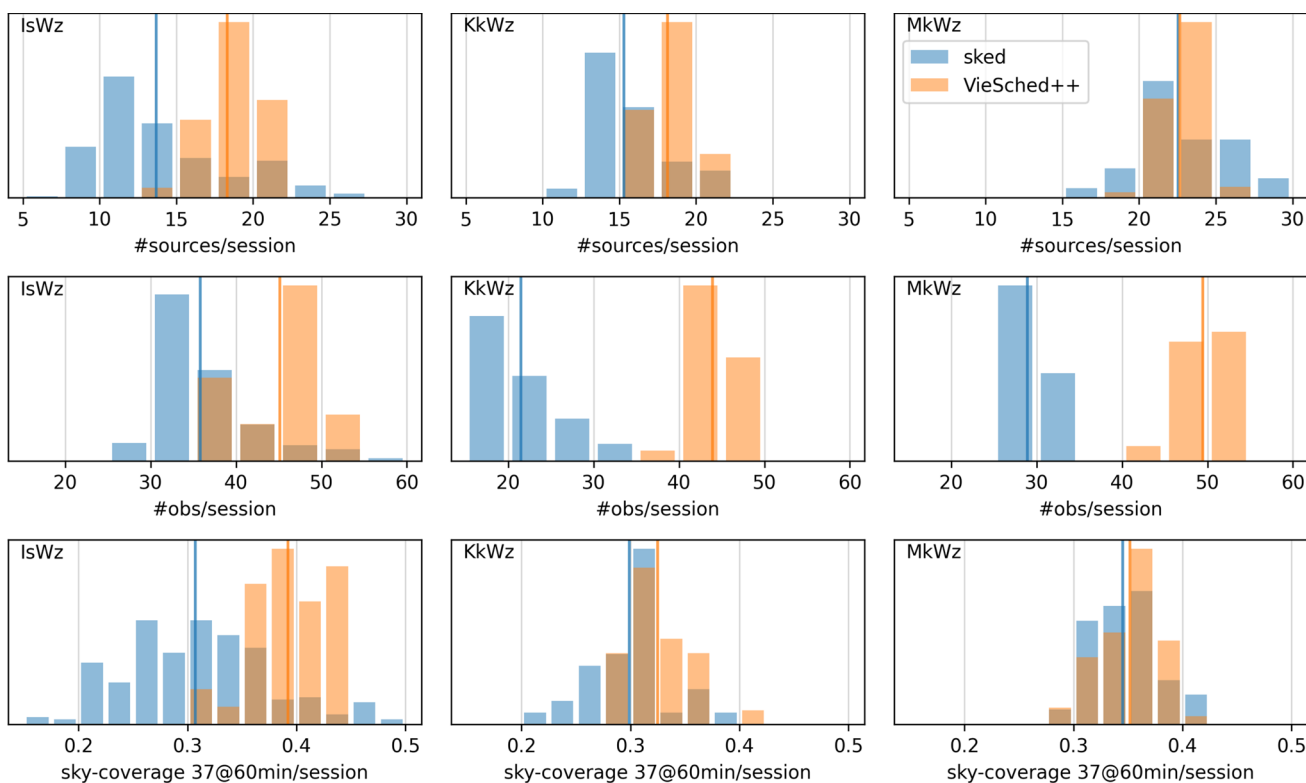 IsWz
KkWz
MkWz
sked
VieSched++
5 10 15 20 25 30
5 10 15 20 25 30
5 10 15 20 25 30
#sources/session
#sources/session
#sources/session
IsWz
KkWz
MkWz
20 30 40 50 60
20 30 40 50 60
20 30 40 50 60
#obs/session
#obs/session
#obs/session
IsWz
KkWz
MkWz
0.2 0.3 0.4 0.5
0.2 0.3 0.4 0.5
0.2 0.3 0.4 0.5
sky-coverage 37@60min/session
sky-coverage 37@60min/session
sky-coverage 37@60min/session